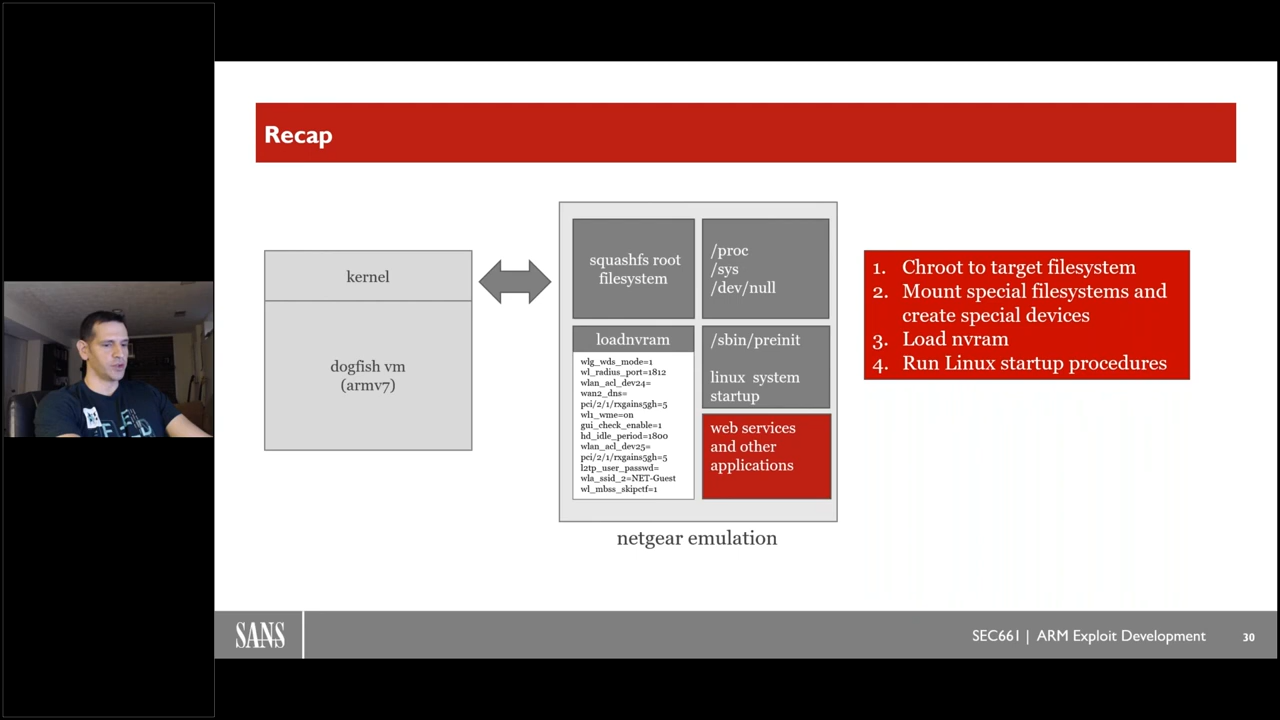 Recap
kernel
dogfish vm
(armv7)
squashfs root
filesystem
/proc
/sys
/dev/null
loadnvram
wlg_wds_mode=1
wl_radius_port=1812
wlan_acl_dev24=
wan2_dns=
pci/2/1/rxgains5gh=5
wl1_wme=on
gui_check_enable=1
hd_idle_period=1800
wlan_acl_dev25=
pci/2/1/rxgains5gh=5
l2tp_user_passwd=
wla_ssid_2=NET-Guest
wl_mbss_skipctf=1
/sbin/preinit
linux system
startup
web services
and other
applications
netgear emulation
1. Chroot to target filesystem
2. Mount special filesystems and
create special devices
3. Load nvram
4. Run Linux startup procedures
SANS
SEC661 | ARM Exploit Development
30